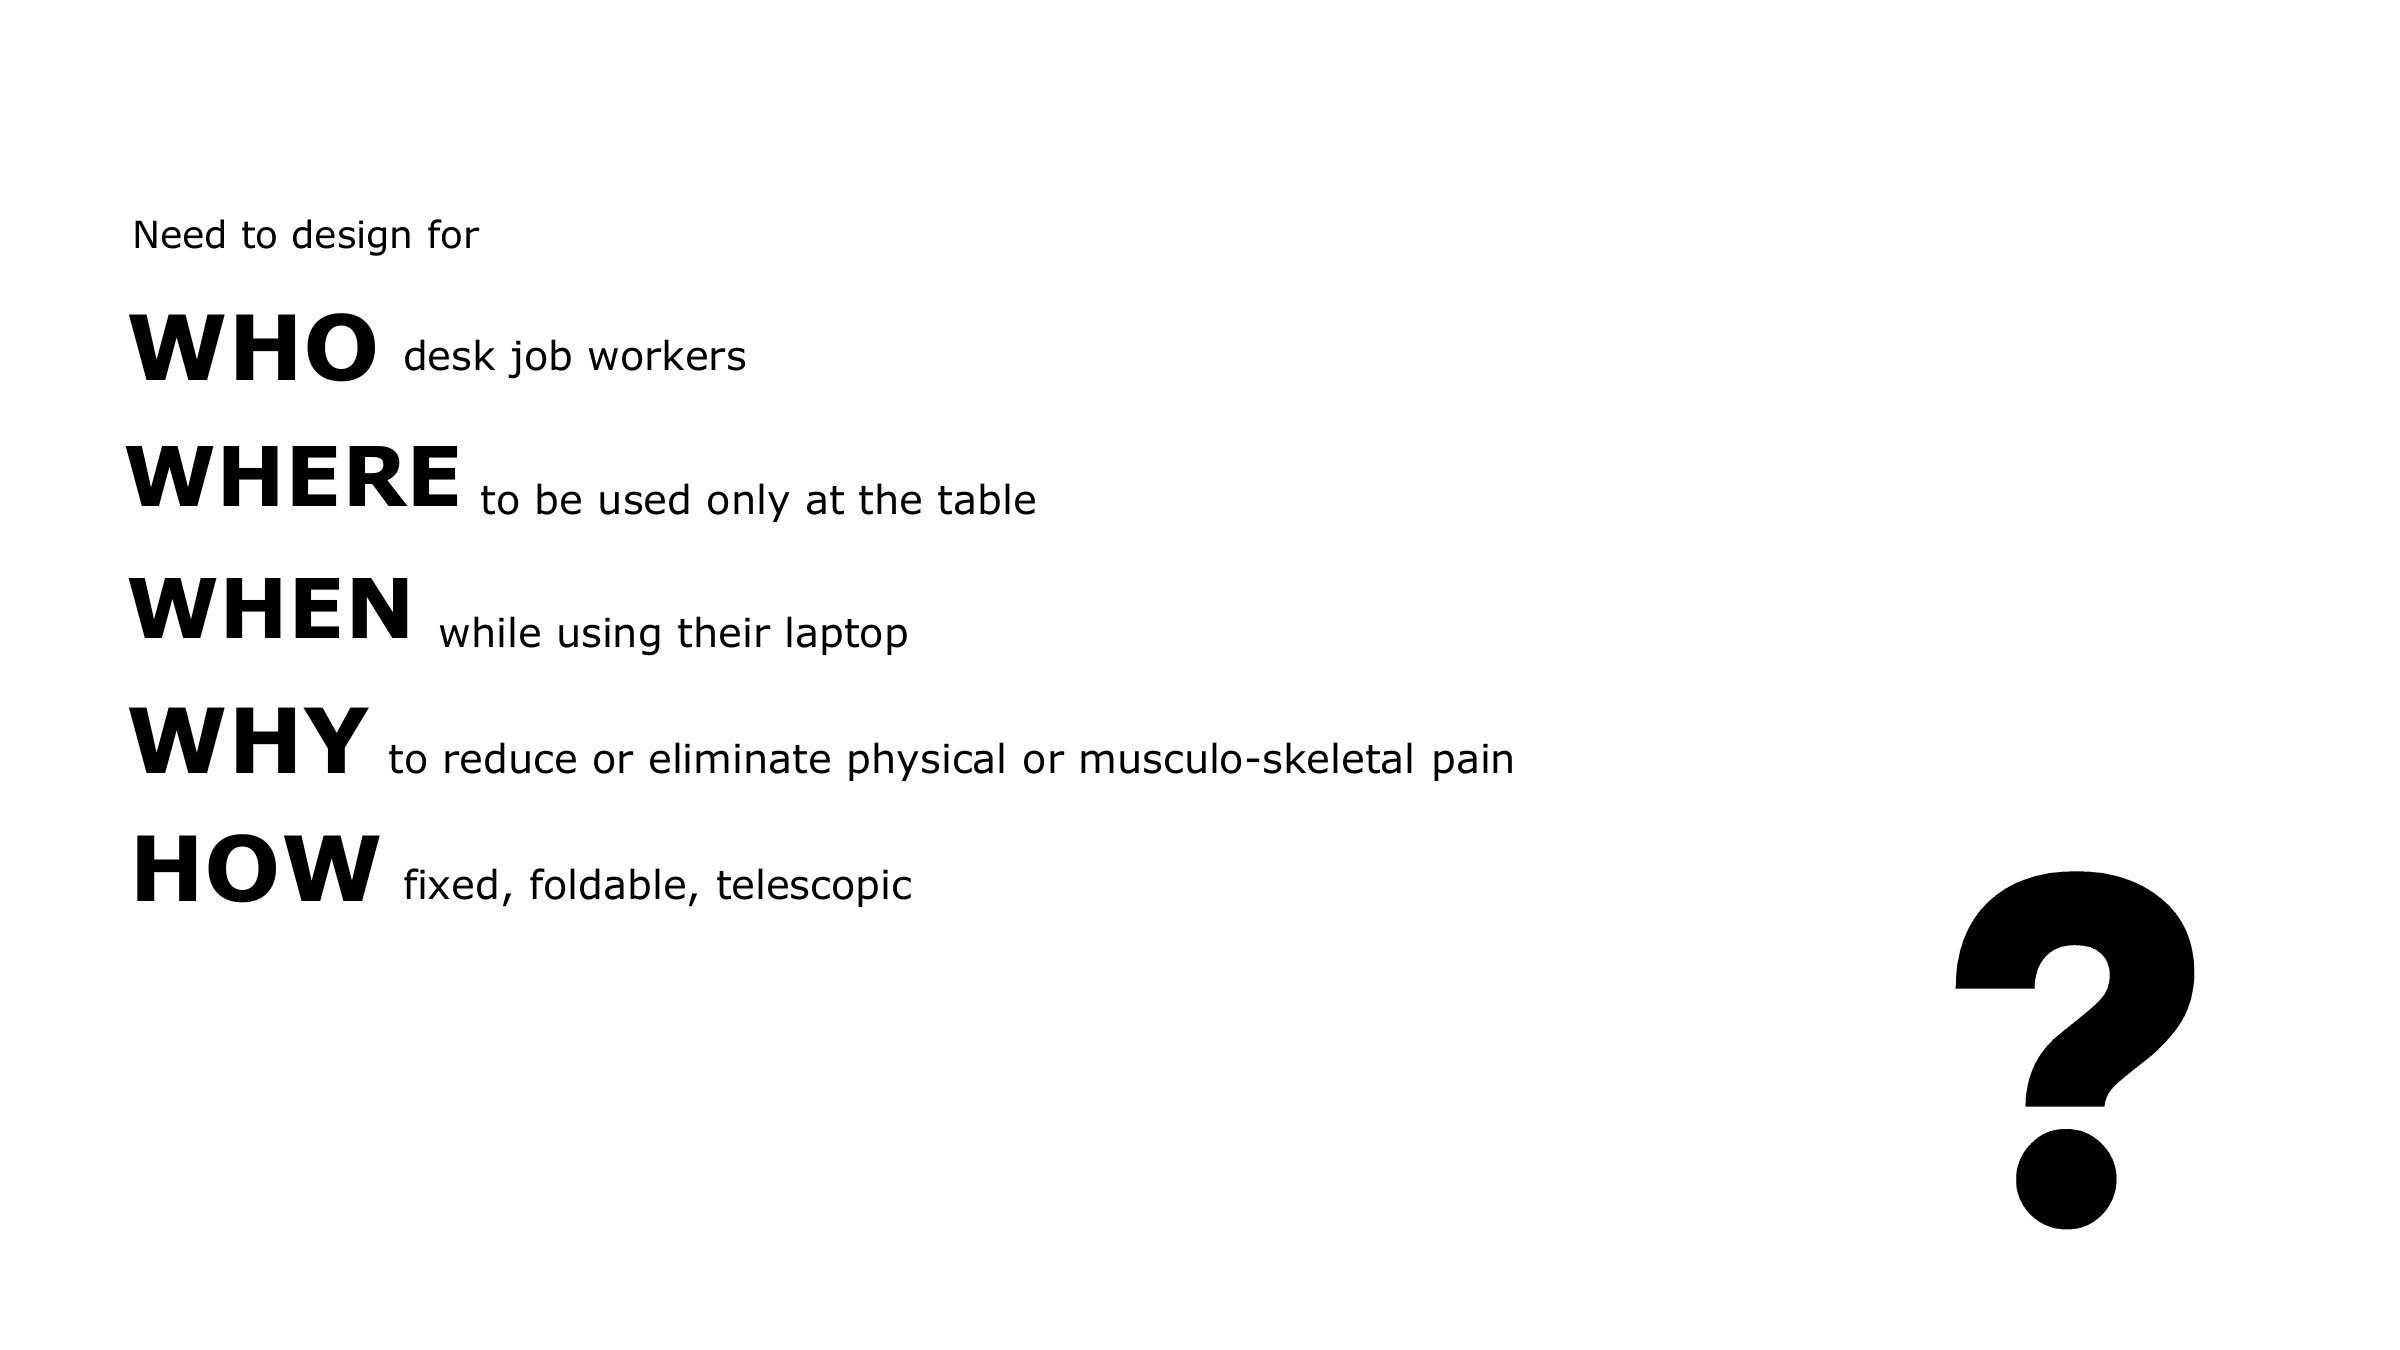 Need to design for
WHO desk job workers
WHERE to be used only at the table
WHEN while using their laptop
WHY to reduce or eliminate physical or musculo-skeletal pain
HOW fixed, foldable, telescopic
?